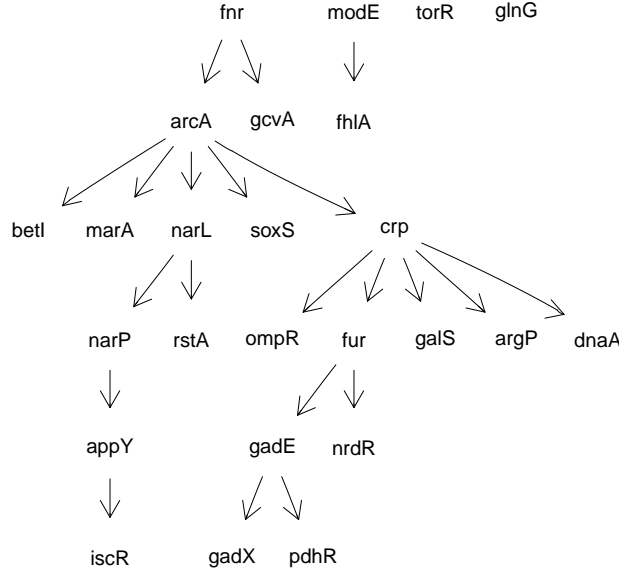 fnr modE torR glnG
arcA gcvA fhlA
betI marA narL soxS crp
narP rstA ompR fur galS argP dnaA
appY gadE nrdR
iscR gadX pdhR